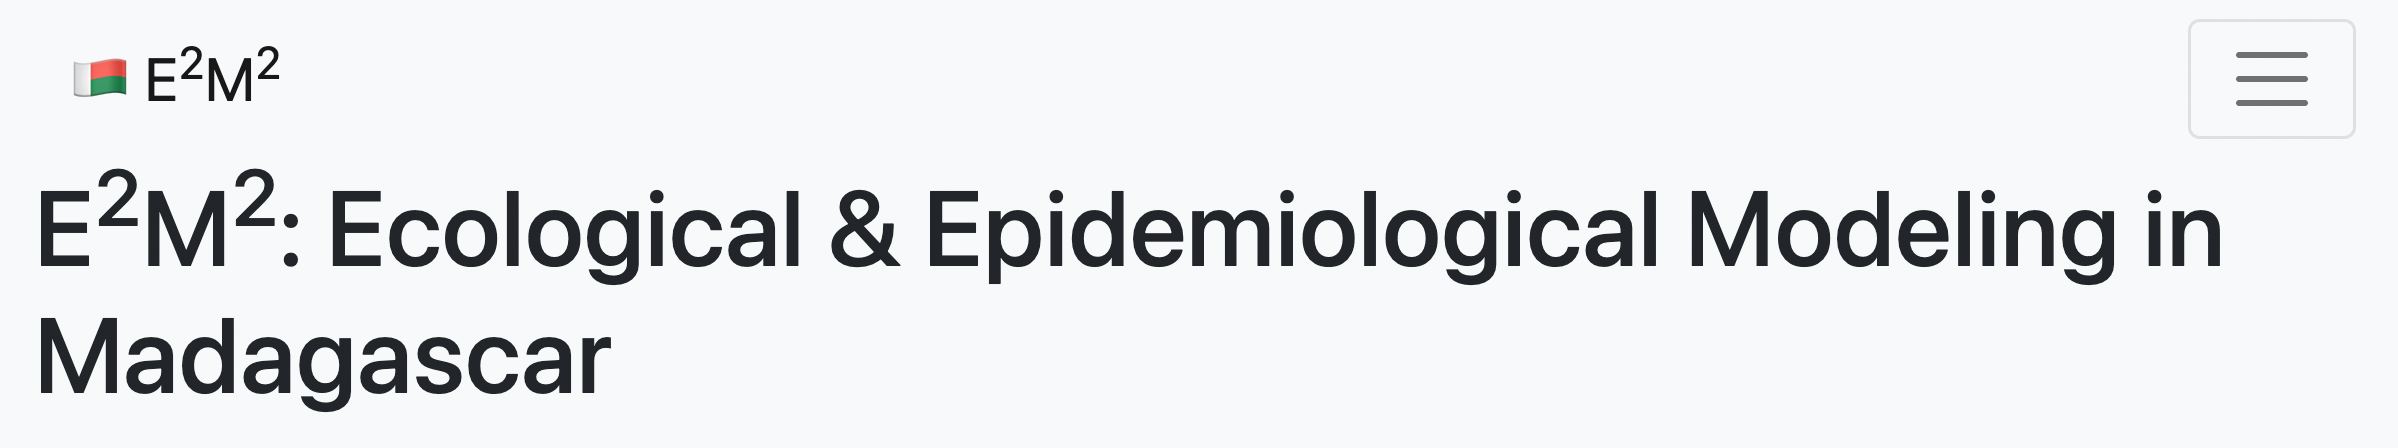 🇲🇬 E²M²
E²M²: Ecological & Epidemiological Modeling in
Madagascar